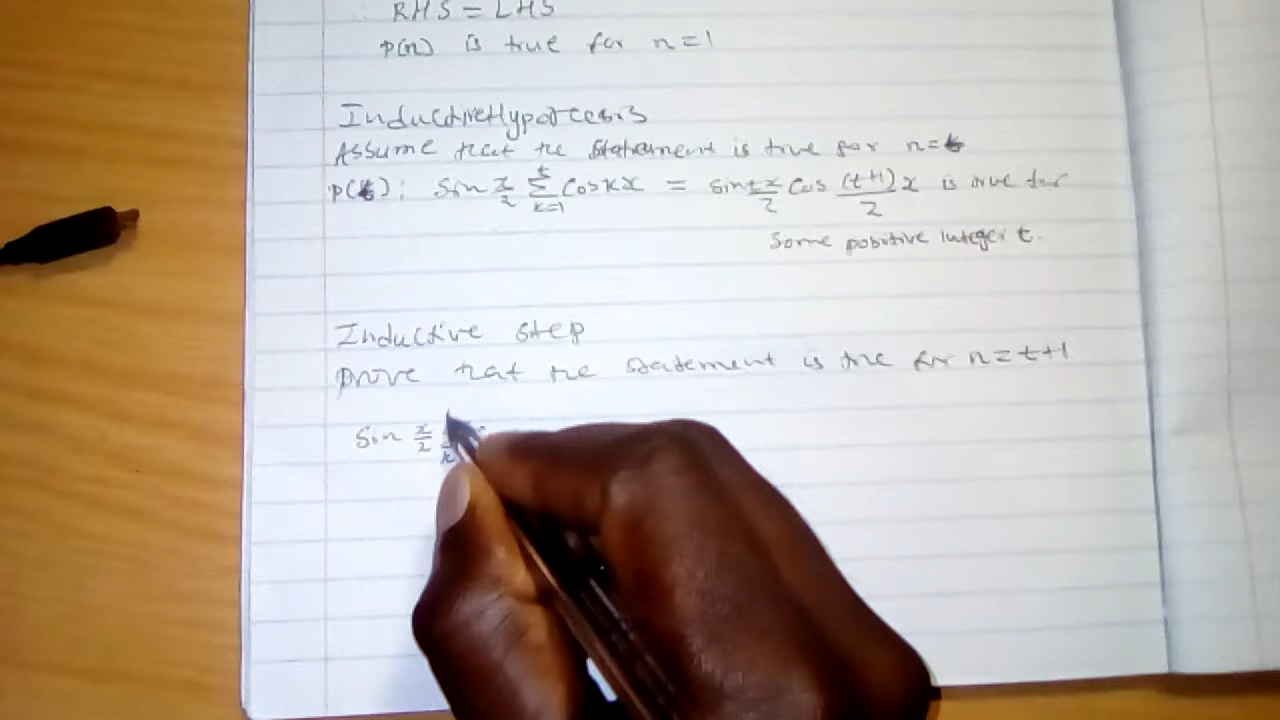 RHS = LHS
p(n) is true for n=1
Inductive Hypotcesis
Assume that the statement is true for n=t
p(t): Sin x/2 Σ_{k=1}^{t} Cos kx = Sin tx/2 Cos (t+1)x/2 is true for
Some positive integer t.
Inductive step
Prove that the statement is true for n=t+1
Sin x/2